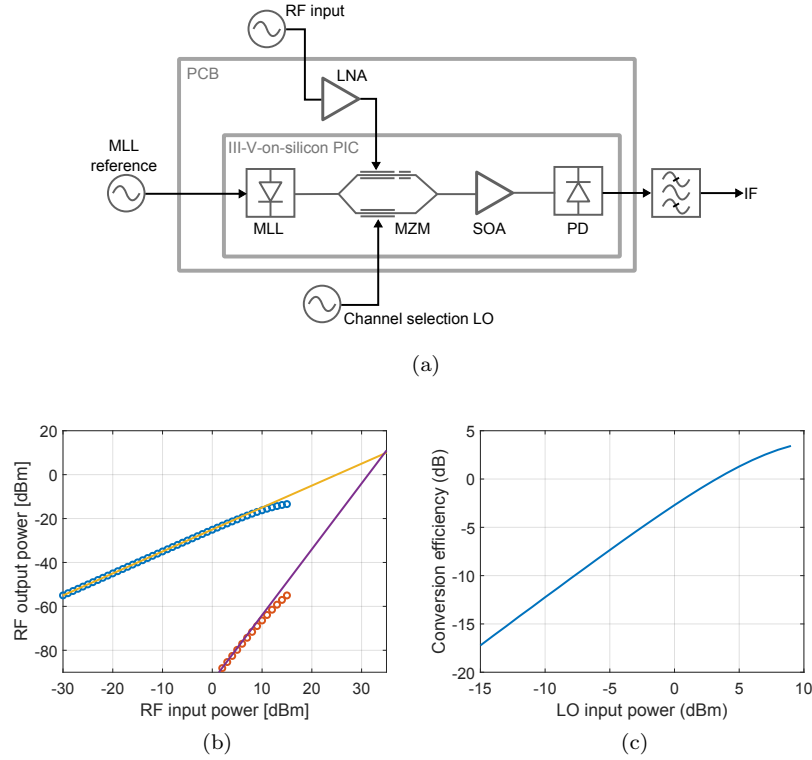 RF input
PCB
LNA
III-V-on-silicon PIC
MLL
reference
MLL
MZM
SOA
PD
IF
Channel selection LO
(a)
20
0
-20
-40
-60
-80
RF output power [dBm]
-30 -20 -10 0 10 20 30
RF input power [dBm]
(b)
5
0
-5
-10
-15
-20
Conversion efficiency (dB)
-15 -10 -5 0 5 10
LO input power (dBm)
(c)